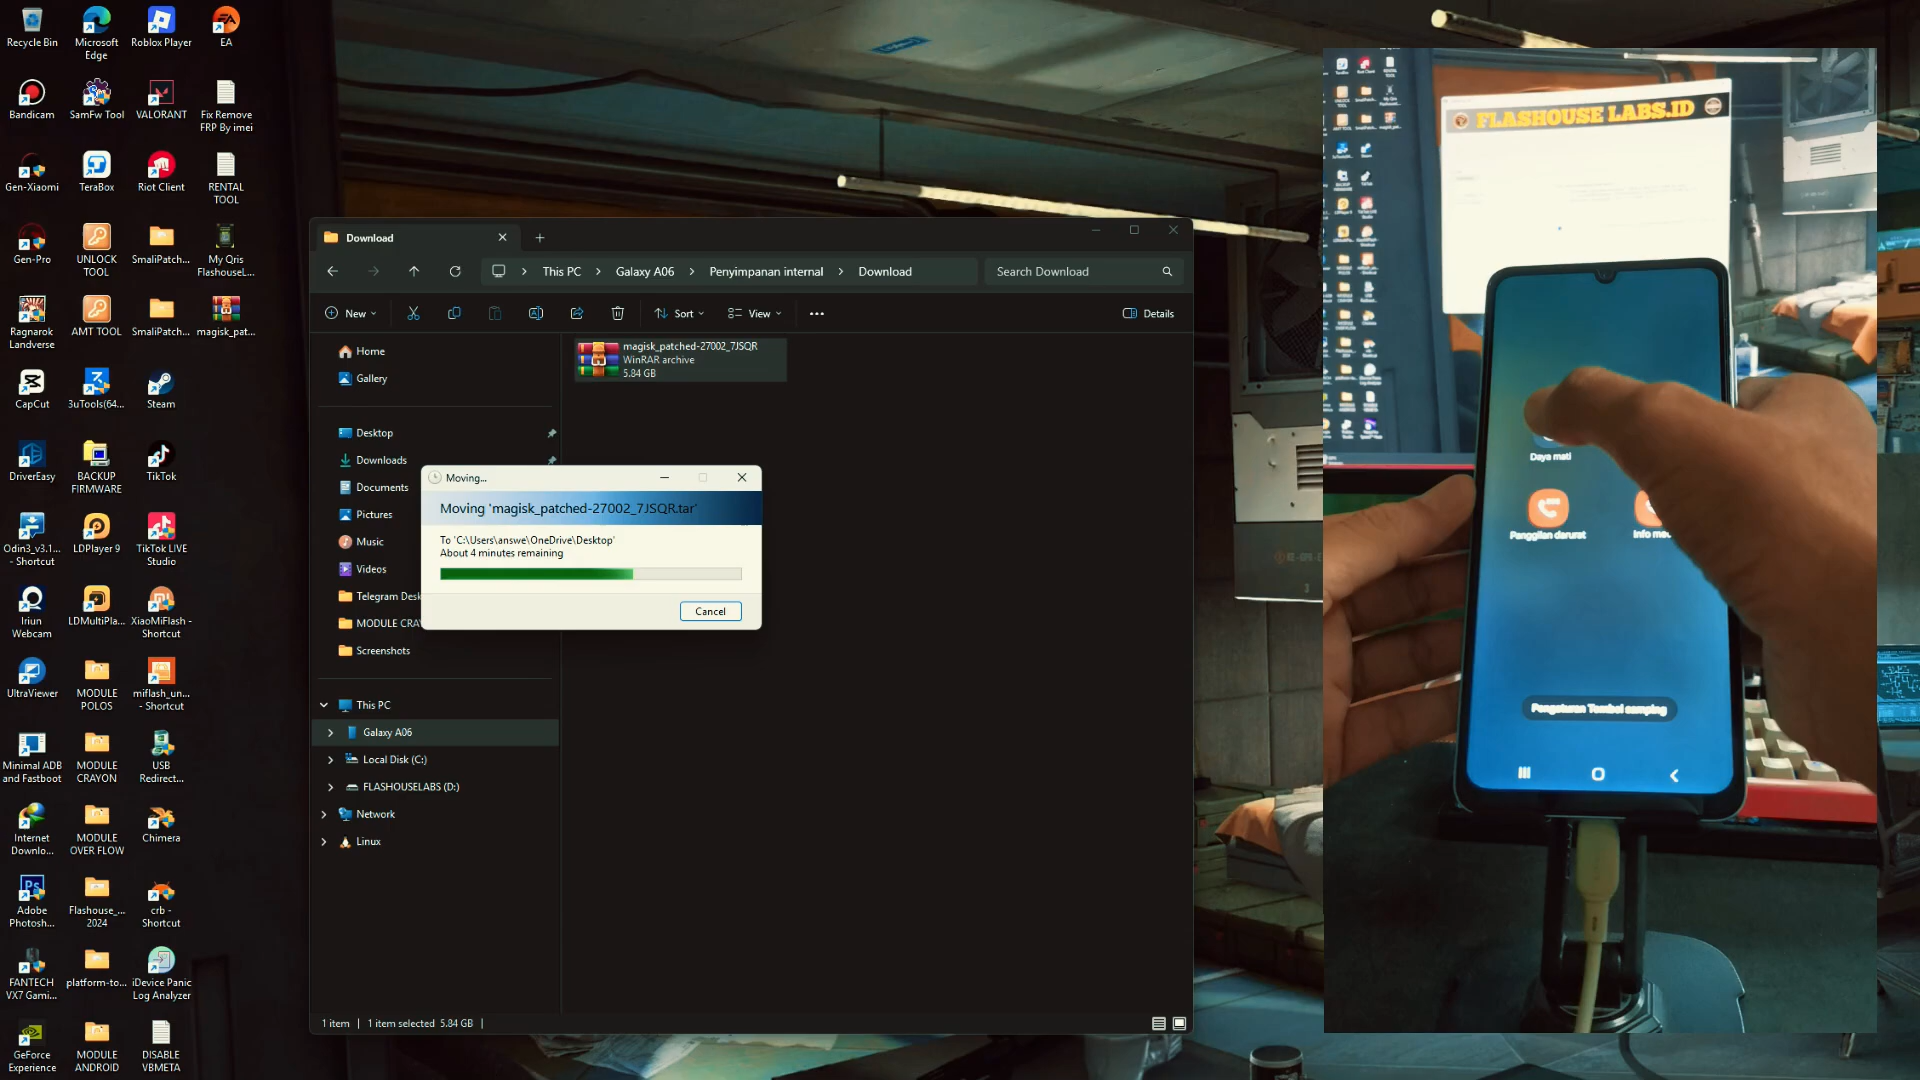 Recycle Bin
Microsoft
Edge
Roblox Player
EA
Bandicam
SamFw Tool
VALORANT
Fix Remove
FRP By imei
Gen-Xiaomi
TeraBox
Riot Client
RENTAL
TOOL
Gen-Pro
UNLOCK
TOOL
SmaliPatch...
My Qris
FlashouseL...
Ragnarok
Landverse
AMT TOOL
SmaliPatch...
magisk_pat...
CapCut
3uTools(64...
Steam
DriverEasy
BACKUP
FIRMWARE
TikTok
Odin3_v3.1...
- Shortcut
LDPlayer 9
TikTok LIVE
Studio
Iriun
Webcam
LDMultiPla...
XiaoMiFlash -
Shortcut
UltraViewer
MODULE
POLOS
miflash_un...
- Shortcut
Minimal ADB
and Fastboot
MODULE
CRAYON
USB
Redirect...
Internet
Downlo...
MODULE
OVER FLOW
Chimera
Adobe
Photosh...
Flashouse_...
2024
crb -
Shortcut
FANTECH
VX7 Gami...
platform-to...
iDevice Panic
Log Analyzer
GeForce
Experience
MODULE
ANDROID
DISABLE
VBMETA
Download
This PC
Galaxy A06
Penyimpanan internal
Download
Search Download
New
Sort
View
Details
Home
Gallery
Desktop
Downloads
Documents
Pictures
Music
Videos
Telegram Desk
MODULE CRA
Screenshots
This PC
Galaxy A06
Local Disk (C:)
FLASHOUSELABS (D:)
Network
Linux
magisk_patched-27002_7JSQR
WinRAR archive
5.84 GB
Moving...
Moving 'magisk_patched-27002_7JSQR.tar'
To 'C:\Users\answe\OneDrive\Desktop'
About 4 minutes remaining
Cancel
1 item
1 item selected 5.84 GB
FLASHOUSE LABS.ID
Daya mati
Panggilan darurat
Info me
Pengaturan Tombol samping